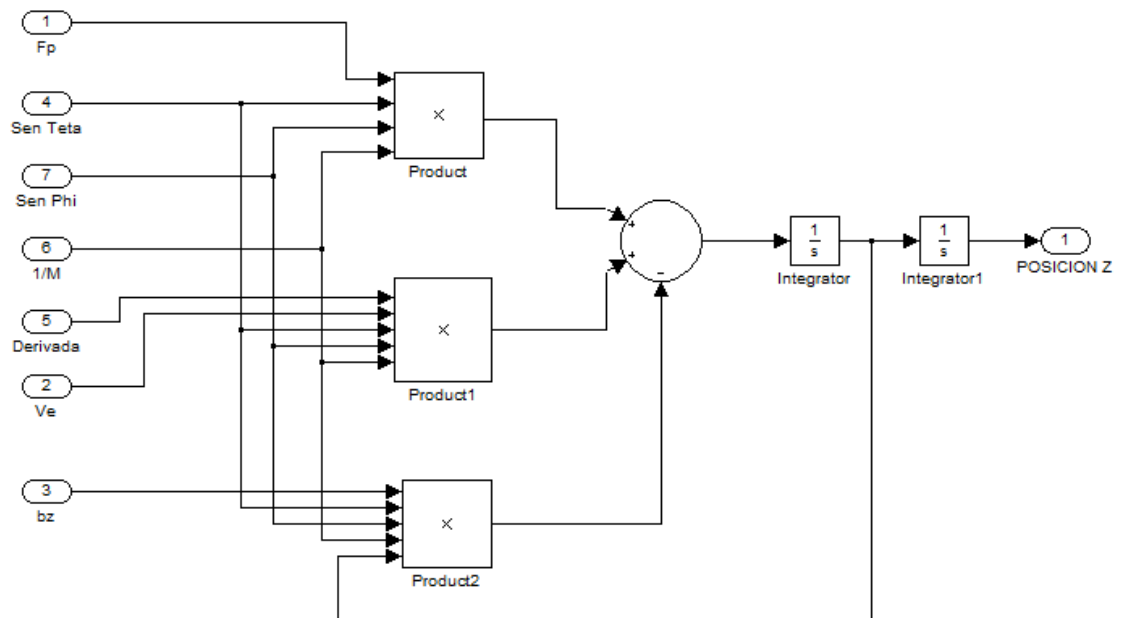 1
Fp
4
Sen Teta
7
Sen Phi
6
1/M
5
Derivada
2
Ve
3
bz
×
Product
×
Product1
×
Product2
+
+
-
1
s
Integrator
1
s
Integrator1
1
POSICION Z